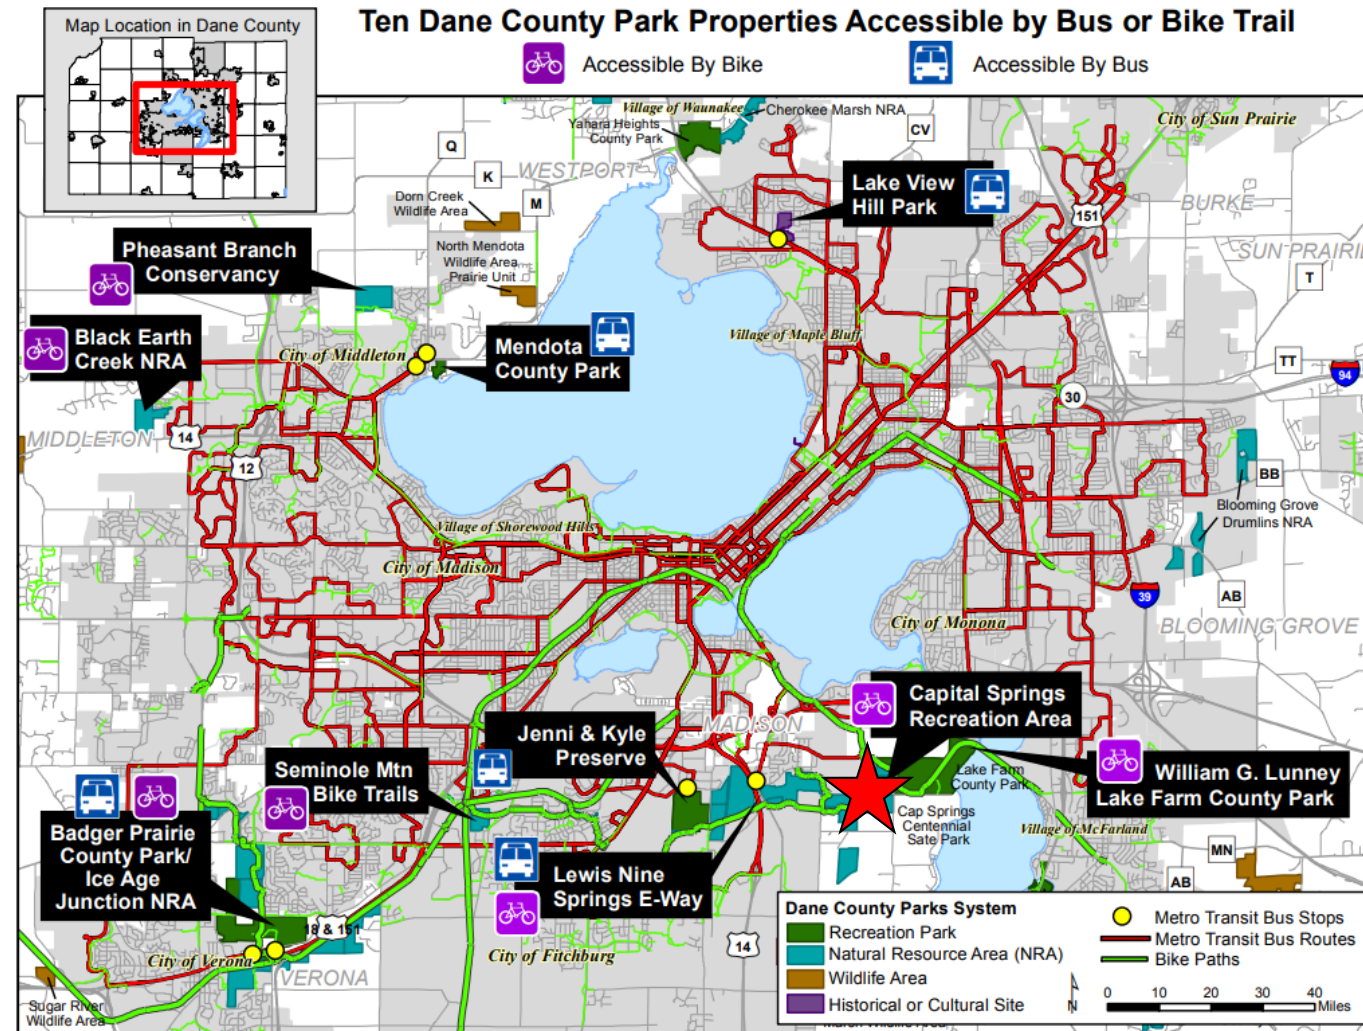 Map Location in Dane County
Ten Dane County Park Properties Accessible by Bus or Bike Trail
Accessible By Bike
Accessible By Bus
Village of Waunakee
Cherokee Marsh NRA
Yahara Heights
County Park
CV
City of Sun Prairie
Q
K
M
WESTPORT
Dorn Creek
Wildlife Area
Lake View
Hill Park
151
BURKE
SUN PRAIRIE
T
Pheasant Branch
Conservancy
North Mendota
Wildlife Area
Prairie Unit
Black Earth
Creek NRA
City of Middleton
Mendota
County Park
Village of Maple Bluff
TT
94
30
MIDDLETON
14
12
BB
Blooming Grove
Drumlins NRA
Village of Shorewood Hills
City of Madison
39
AB
City of Monona
BLOOMING GROVE
Capital Springs
Recreation Area
MADISON
Jenni & Kyle
Preserve
Seminole Mtn
Bike Trails
Lake Farm
County Park
William G. Lunney
Lake Farm County Park
Cap Springs
Centennial
Sate Park
Village of McFarland
Badger Prairie
County Park/
Ice Age
Junction NRA
Lewis Nine
Springs E-Way
MN
AB
18 & 151
14
City of Verona
VERONA
City of Fitchburg
Sugar River
Wildlife Area
Dane County Parks System
Recreation Park
Natural Resource Area (NRA)
Wildlife Area
Historical or Cultural Site
Metro Transit Bus Stops
Metro Transit Bus Routes
Bike Paths
N
0 10 20 30 40
Miles